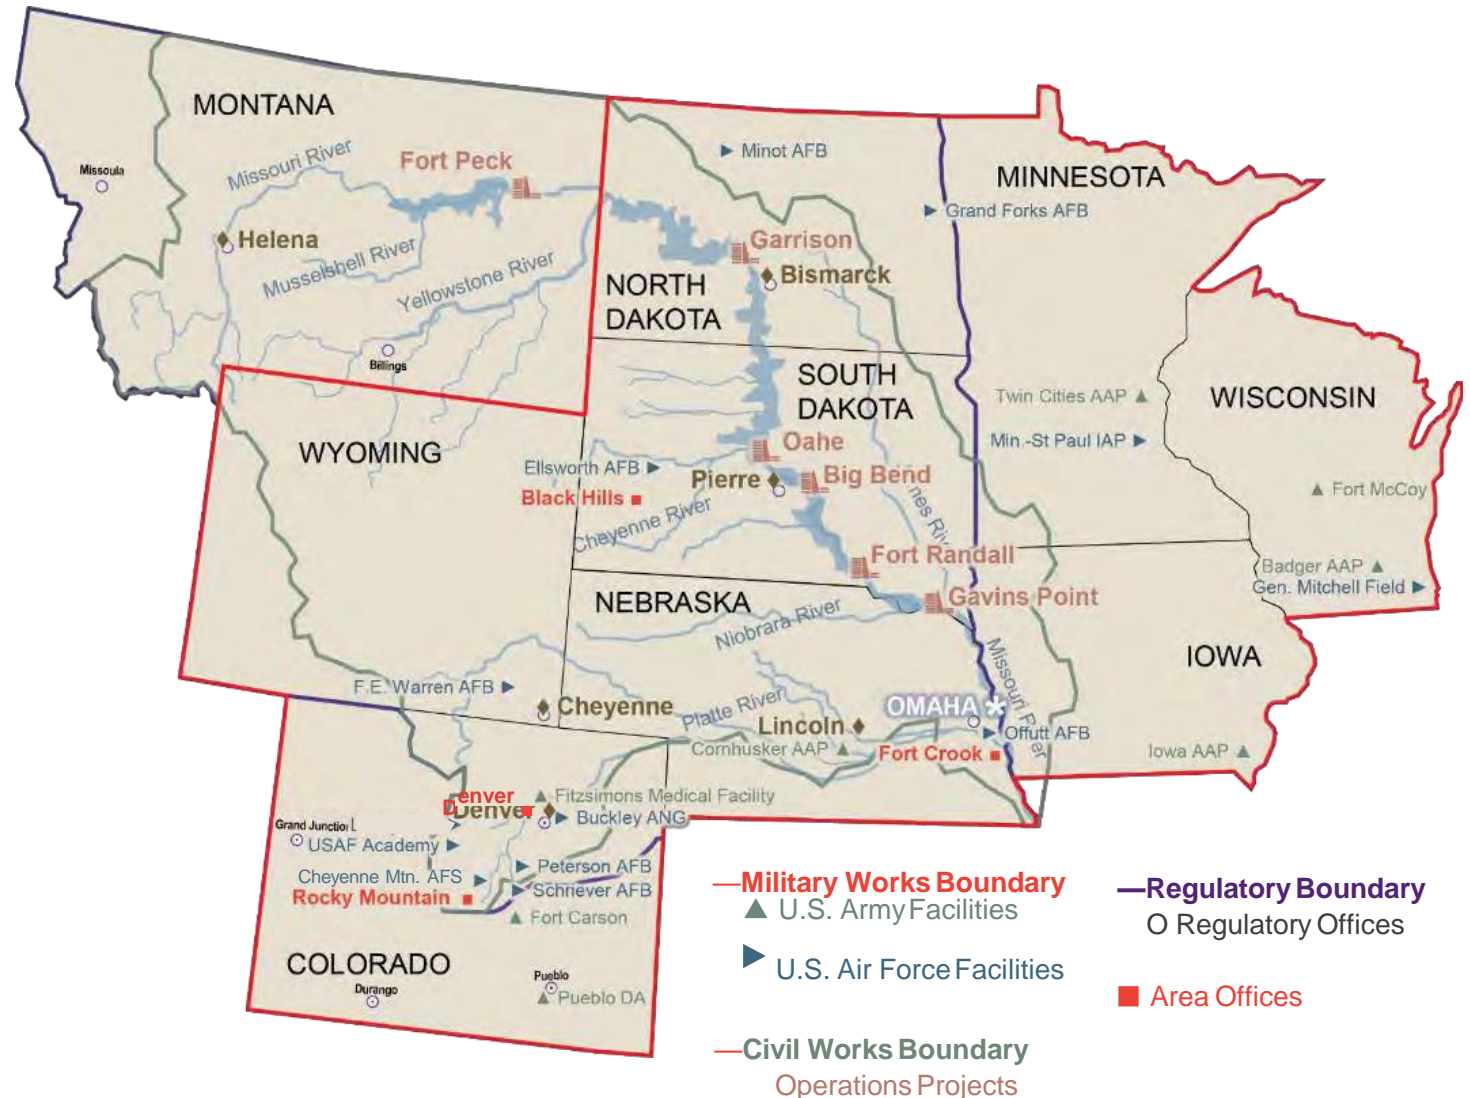 MONTANA
Missoula
Missouri River
Fort Peck
Helena
Musselshell River
Yellowstone River
Billings
Minot AFB
MINNESOTA
Grand Forks AFB
Garrison
Bismarck
NORTH
DAKOTA
SOUTH
DAKOTA
Twin Cities AAP
WISCONSIN
Min.-St Paul IAP
WYOMING
Oahe
Ellsworth AFB
Black Hills
Pierre
Big Bend
Fort McCoy
Cheyenne River
nes Riv
Fort Randall
Badger AAP
Gen. Mitchell Field
NEBRASKA
Gavins Point
Niobrara River
Missouri River
IOWA
F.E. Warren AFB
Cheyenne
Platte River
OMAHA
Lincoln
Offutt AFB
Cornhusker AAP
Fort Crook
Iowa AAP
Denver
Denver
Fitzsimons Medical Facility
Buckley ANG
Grand Junction
USAF Academy
Peterson AFB
Cheyenne Mtn. AFS
Schriever AFB
Rocky Mountain
Fort Carson
COLORADO
Durango
Pueblo
Pueblo DA
Military Works Boundary
U.S. Army Facilities
U.S. Air Force Facilities
Civil Works Boundary
Operations Projects
Regulatory Boundary
O Regulatory Offices
Area Offices